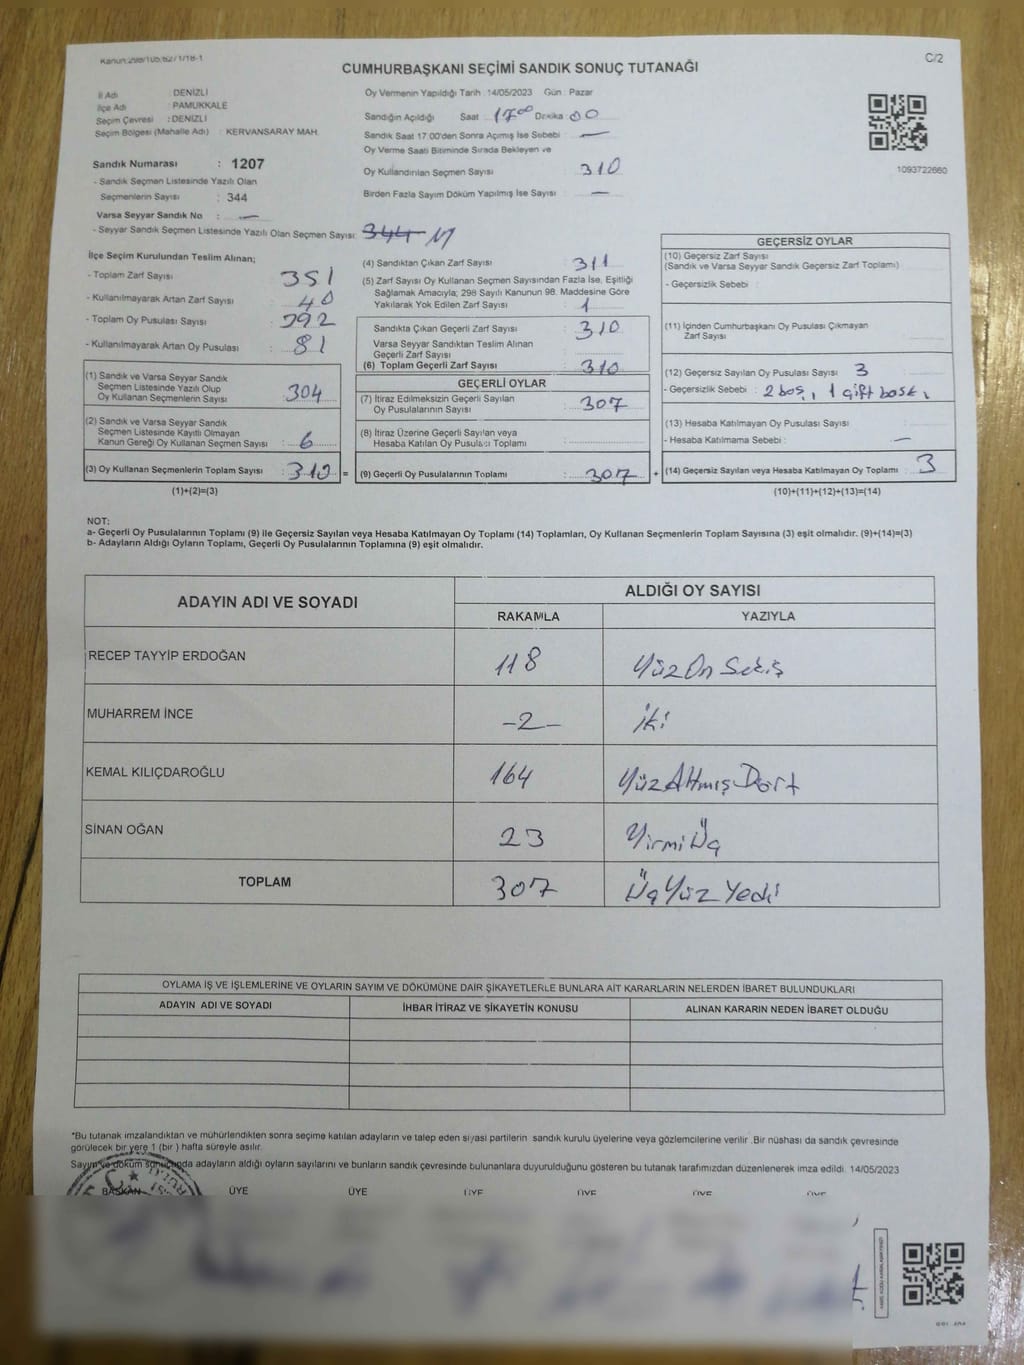 Kanun:298/105,62/1/18-1
C/2
CUMHURBAŞKANI SEÇİMİ SANDIK SONUÇ TUTANAĞI
İl Adı : DENİZLİ
İlçe Adı : PAMUKKALE
Seçim Çevresi : DENİZLİ
Seçim Bölgesi (Mahalle Adı) : KERVANSARAY MAH.
Sandık Numarası : 1207
- Sandık Seçmen Listesinde Yazılı Olan
Seçmenlerin Sayısı : 344
Varsa Seyyar Sandık No : —
- Seyyar Sandık Seçmen Listesinde Yazılı Olan Seçmen Sayısı: 344
Oy Vermenin Yapıldığı Tarih : 14/05/2023 Gün : Pazar
Sandığın Açıldığı Saat 17:00 Dakika 00
Sandık Saat 17.00'den Sonra Açımış İse Sebebi : —
Oy Verme Saati Bitiminde Sırada Bekleyen ve
Oy Kullandırılan Seçmen Sayısı : 310
Birden Fazla Sayım Döküm Yapılmış İse Sayısı : —
1093722660
İlçe Seçim Kurulundan Teslim Alınan;
- Toplam Zarf Sayısı : 351
- Kullanılmayarak Artan Zarf Sayısı : 40
- Toplam Oy Pusulası Sayısı : 392
- Kullanılmayarak Artan Oy Pusulası : 81
(1) Sandık ve Varsa Seyyar Sandık
Seçmen Listesinde Yazılı Olup
Oy Kullanan Seçmenlerin Sayısı : 304
(2) Sandık ve Varsa Seyyar Sandık
Seçmen Listesinde Kayıtlı Olmayan
Kanun Gereği Oy Kullanan Seçmen Sayısı : 6
(3) Oy Kullanan Seçmenlerin Toplam Sayısı : 310 =
(1)+(2)=(3)
(4) Sandıktan Çıkan Zarf Sayısı : 311
(5) Zarf Sayısı Oy Kullanan Seçmen Sayısından Fazla İse, Eşitliği
Sağlamak Amacıyla; 298 Sayılı Kanunun 98. Maddesine Göre
Yakılarak Yok Edilen Zarf Sayısı : 1
Sandıkta Çıkan Geçerli Zarf Sayısı : 310
Varsa Seyyar Sandıktan Teslim Alınan
Geçerli Zarf Sayısı :
(6) Toplam Geçerli Zarf Sayısı : 310
GEÇERLİ OYLAR
(7) İtiraz Edilmeksizin Geçerli Sayılan
Oy Pusulalarının Sayısı : 307
(8) İtiraz Üzerine Geçerli Sayılan veya
Hesaba Katılan Oy Pusulası Toplamı :
(9) Geçerli Oy Pusulalarının Toplamı : 307 +
GEÇERSİZ OYLAR
(10) Geçersiz Zarf Sayısı :
(Sandık ve Varsa Seyyar Sandık Geçersiz Zarf Toplamı)
- Geçersizlik Sebebi :
(11) İçinden Cumhurbaşkanı Oy Pusulası Çıkmayan
Zarf Sayısı :
(12) Geçersiz Sayılan Oy Pusulası Sayısı : 3
- Geçersizlik Sebebi : 2 boş, 1 çift baskı
(13) Hesaba Katılmayan Oy Pusulası Sayısı :
- Hesaba Katılmama Sebebi : —
(14) Geçersiz Sayılan veya Hesaba Katılmayan Oy Toplamı : 3
(10)+(11)+(12)+(13)=(14)
NOT:
a- Geçerli Oy Pusulalarının Toplamı (9) ile Geçersiz Sayılan veya Hesaba Katılmayan Oy Toplamı (14) Toplamları, Oy Kullanan Seçmenlerin Toplam Sayısına (3) eşit olmalıdır. (9)+(14)=(3)
b- Adayların Aldığı Oyların Toplamı, Geçerli Oy Pusulalarının Toplamına (9) eşit olmalıdır.
ADAYIN ADI VE SOYADI
ALDIĞI OY SAYISI
RAKAMLA YAZIYLA
RECEP TAYYİP ERDOĞAN 118 Yüz On Sekiz
MUHARREM İNCE -2- İki
KEMAL KILIÇDAROĞLU 164 Yüz Altmış Dört
SİNAN OĞAN 23 Yirmi Üç
TOPLAM 307 Üç Yüz Yedi
OYLAMA İŞ VE İŞLEMLERİNE VE OYLARIN SAYIM VE DÖKÜMÜNE DAİR ŞİKAYETLERLE BUNLARA AİT KARARLARIN NELERDEN İBARET BULUNDUKLARI
ADAYIN ADI VE SOYADI İHBAR İTİRAZ VE ŞİKAYETİN KONUSU ALINAN KARARIN NEDEN İBARET OLDUĞU
*Bu tutanak imzalandıktan ve mühürlendikten sonra seçime katılan adayların ve talep eden siyasi partilerin sandık kurulu üyelerine veya gözlemcilerine verilir .Bir nüshası da sandık çevresinde
görülecek bir yere 1 (bir ) hafta süreyle asılır.
Sayım ve döküm sonucunda adayların aldığı oyların sayılarını ve bunların sandık çevresinde bulunanlara duyurulduğunu gösteren bu tutanak tarafımızdan düzenlenerek imza edildi. 14/05/2023
BAŞKAN ÜYE ÜYE ÜYE ÜYE ÜYE ÜYE